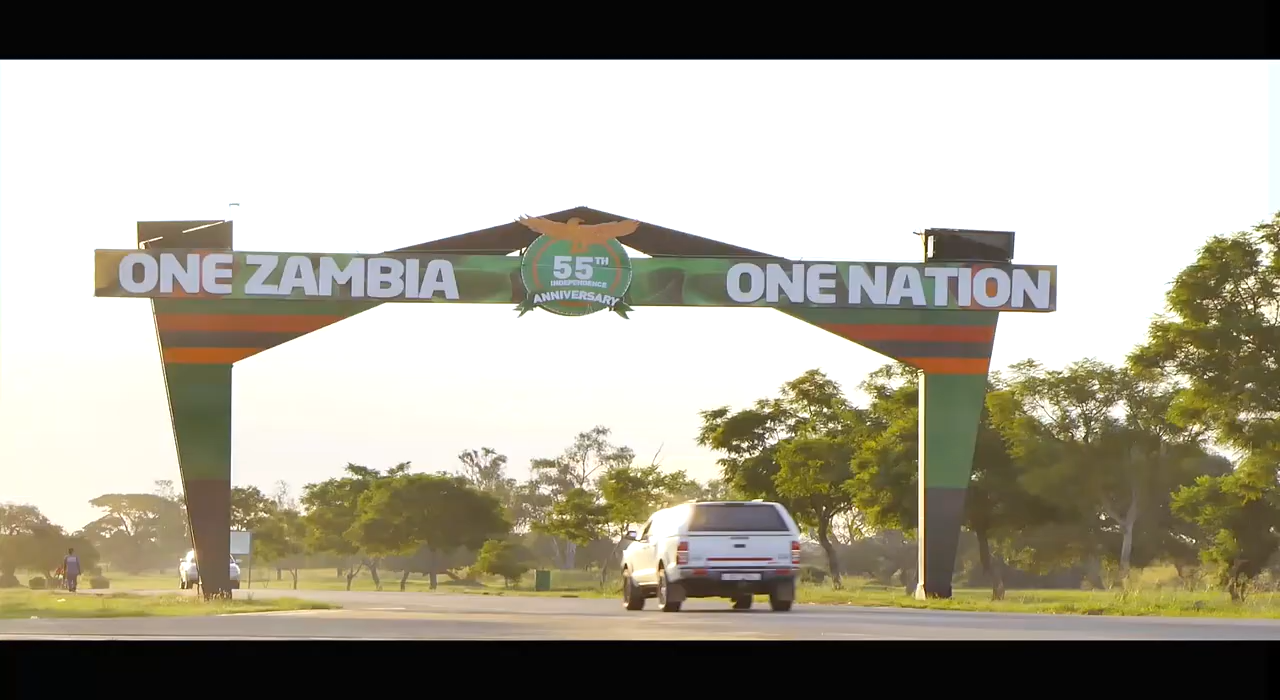 ONE ZAMBIA
55TH
INDEPENDENCE
ANNIVERSARY
ONE NATION